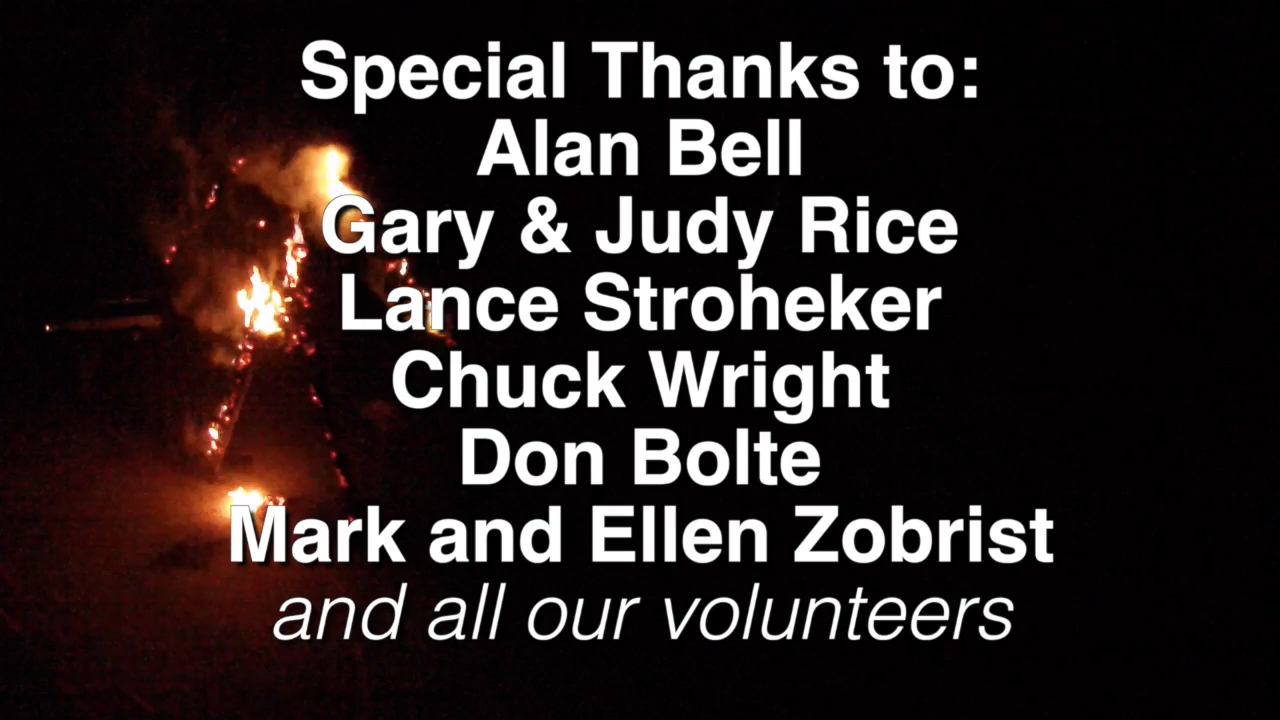 Special Thanks to:
Alan Bell
Gary & Judy Rice
Lance Stroheker
Chuck Wright
Don Bolte
Mark and Ellen Zobrist
and all our volunteers